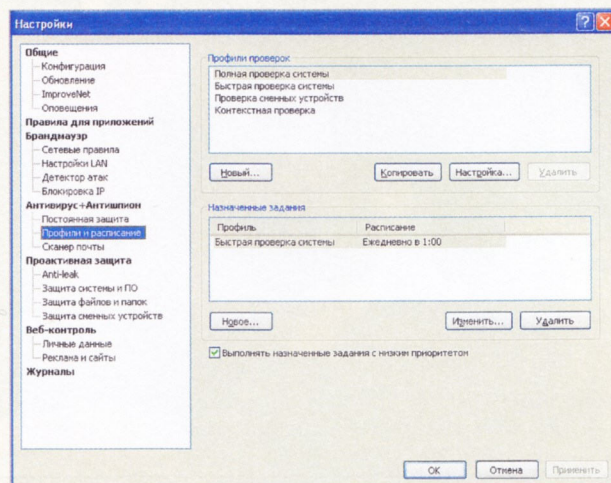 Настройки
Общие
Конфигурация
Обновление
ImproveNet
Оповещения
Правила для приложений
Брандмауэр
Сетевые правила
Настройки LAN
Детектор атак
Блокировка IP
Антивирус+Антишпион
Постоянная защита
Профили и расписание
Сканер почты
Проактивная защита
Anti-leak
Защита системы и ПО
Защита файлов и папок
Защита сменных устройств
Веб-контроль
Личные данные
Реклама и сайты
Журналы
Профили проверок
Полная проверка системы
Быстрая проверка системы
Проверка сменных устройств
Контекстная проверка
Новый... Копировать Настройка... Удалить
Назначенные задания
Профиль Расписание
Быстрая проверка системы Ежедневно в 1:00
Новое... Изменить... Удалить
Выполнять назначенные задания с низким приоритетом
ОК Отмена Применить